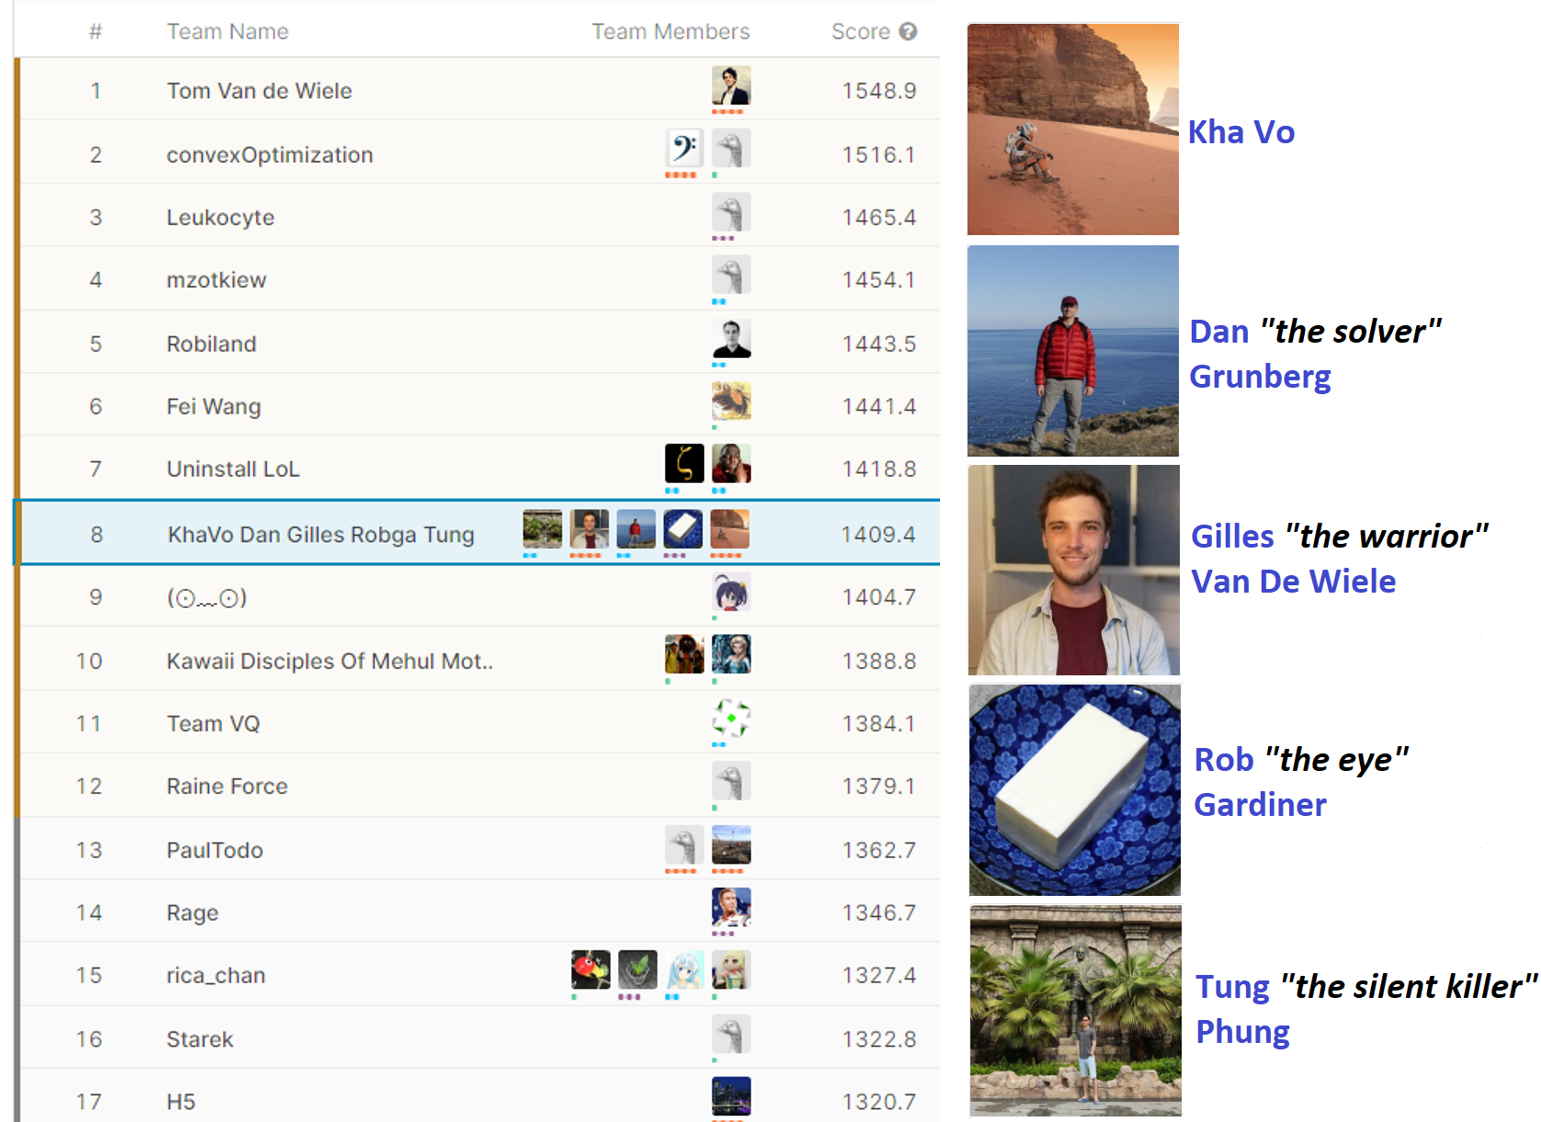 # Team Name Team Members Score ?
1 Tom Van de Wiele 1548.9
2 convexOptimization 1516.1
3 Leukocyte 1465.4
4 mzotkiew 1454.1
5 Robiland 1443.5
6 Fei Wang 1441.4
7 Uninstall LoL 1418.8
8 KhaVo Dan Gilles Robga Tung 1409.4
9 (⊙﹏⊙) 1404.7
10 Kawaii Disciples Of Mehul Mot.. 1388.8
11 Team VQ 1384.1
12 Raine Force 1379.1
13 PaulTodo 1362.7
14 Rage 1346.7
15 rica_chan 1327.4
16 Starek 1322.8
17 H5 1320.7
Kha Vo
Dan "the solver"
Grunberg
Gilles "the warrior"
Van De Wiele
Rob "the eye"
Gardiner
Tung "the silent killer"
Phung